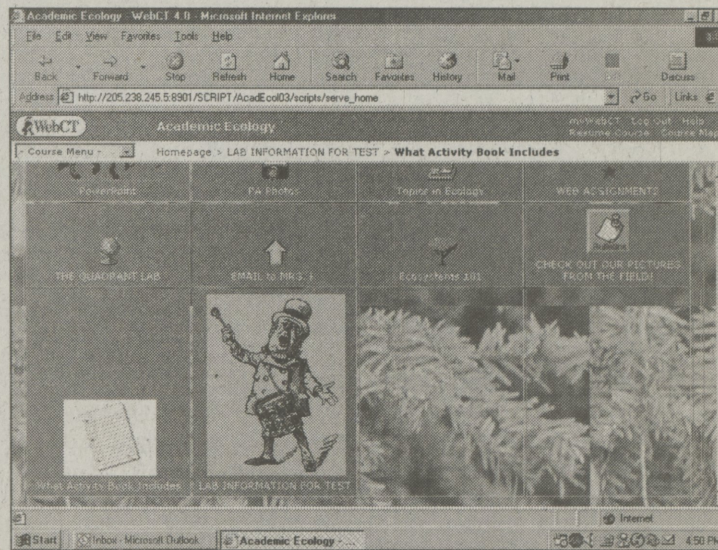 Academic Ecology - WebCT 4.0 - Microsoft Internet Explorer
File Edit View Favorites Tools Help
Back Forward Stop Refresh Home Search Favorites History Mail Print Discuss
Address http://205.238.245.5:8901/SCRIPT/AcadEcol03/scripts/serve_home Go Links
WebCT Academic Ecology myWebCT Log Out Help
Resume Course Course Map
- Course Menu - Homepage > LAB INFORMATION FOR TEST > What Activity Book Includes
PowerPoint PA Photos Topics in Ecology WEB ASSIGNMENTS
THE QUADRANT LAB EMAIL to MRS. Ecosystems 101 CHECK OUT OUR PICTURES
FROM THE FIELD!
What Activity Book Includes LAB INFORMATION FOR TEST
Internet
Start Inbox - Microsoft Outlook Academic Ecology - ... 4:50 PM